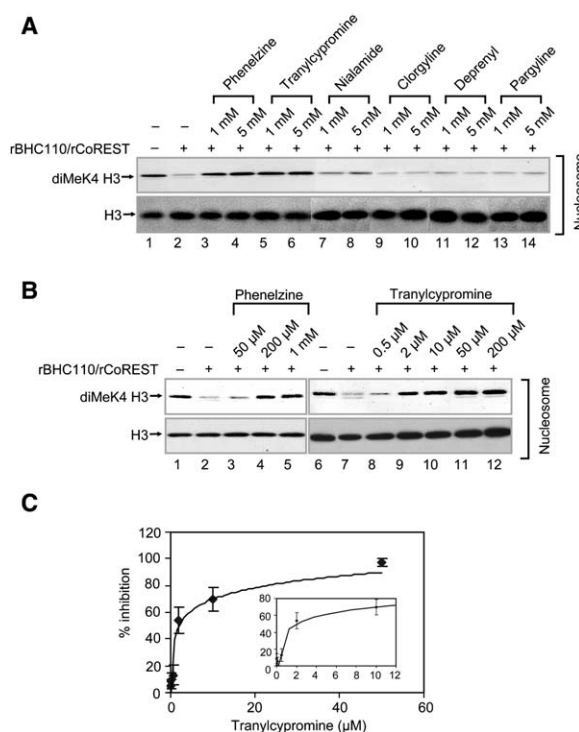 A
Phenelzine Tranylcypromine Nialamide Clorgyline Deprenyl Pargyline
1 mM 5 mM 1 mM 5 mM 1 mM 5 mM 1 mM 5 mM 1 mM 5 mM 1 mM 5 mM
– –
rBHC110/rCoREST – + + + + + + + + + + + + +
diMeK4 H3
H3
1 2 3 4 5 6 7 8 9 10 11 12 13 14
Nucleosome
B
Phenelzine Tranylcypromine
– – 50 µM 200 µM 1 mM – – 0.5 µM 2 µM 10 µM 50 µM 200 µM
rBHC110/rCoREST – + + + + – + + + + + +
diMeK4 H3
H3
1 2 3 4 5 6 7 8 9 10 11 12
Nucleosome
C
% inhibition
120
100
80
60
40
20
0
80
60
40
20
0
0 2 4 6 8 10 12
0 20 40 60
Tranylcypromine (µM)